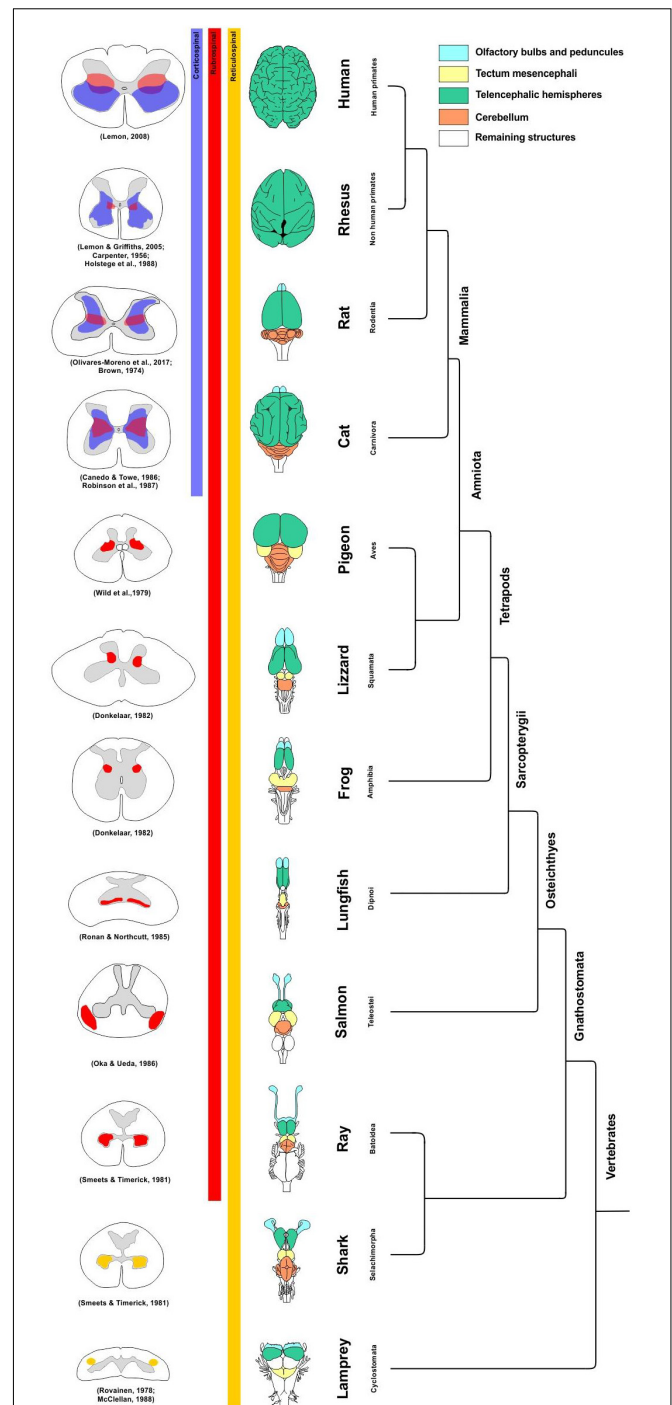 Corticospinal
Rubrospinal
Reticulospinal
Olfactory bulbs and peduncules
Tectum mesencephali
Telencephalic hemispheres
Cerebellum
Remaining structures
(Lemon, 2008)
Human
Human primates
(Lemon & Griffiths, 2005;
Carpenter, 1956;
Holstege et al., 1988)
Rhesus
Non human primates
(Olivares-Moreno et al., 2017;
Brown, 1974)
Rat
Rodentia
Mammalia
(Canedo & Towe, 1986;
Robinson et al., 1987)
Cat
Carnivora
Amniota
(Wild et al.,1979)
Pigeon
Aves
Tetrapods
(Donkelaar, 1982)
Lizzard
Squamata
Sarcopterygii
(Donkelaar, 1982)
Frog
Amphibia
(Ronan & Northcutt, 1985)
Lungfish
Dipnoi
Osteichthyes
(Oka & Ueda, 1986)
Salmon
Teleostei
Gnathostomata
(Smeets & Timerick, 1981)
Ray
Batoidea
Vertebrates
(Smeets & Timerick, 1981)
Shark
Selachimorpha
(Rovainen, 1978;
McClellan, 1988)
Lamprey
Cyclostomata